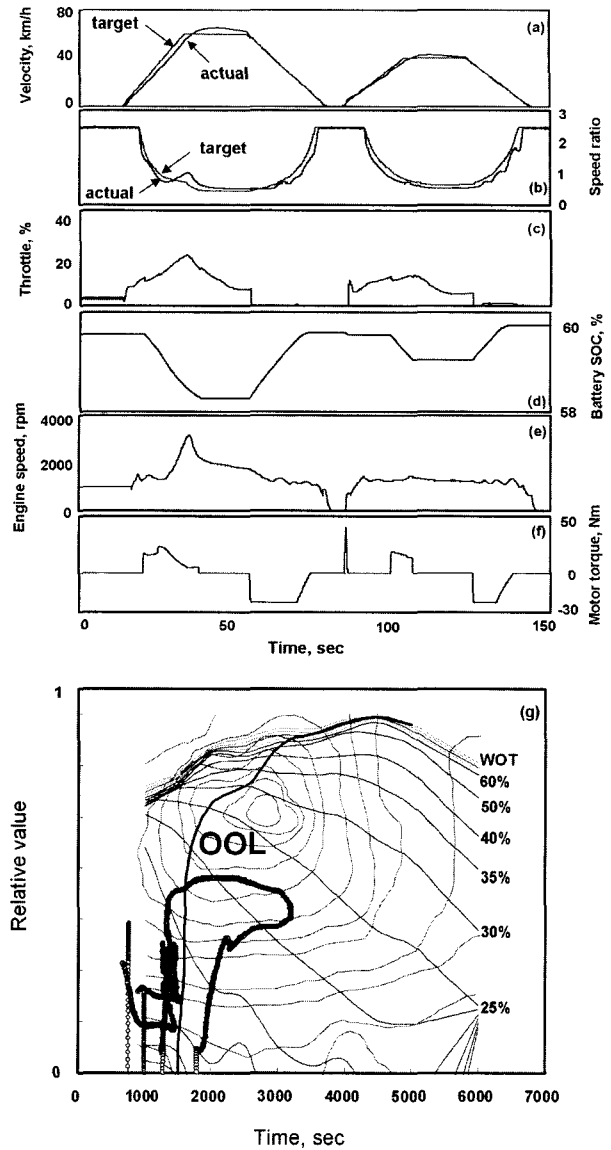 80
40
0
Velocity, km/h
target
actual
(a)
3
2
1
0
Speed ratio
target
actual
(b)
40
20
0
Throttle, %
(c)
60
58
Battery SOC, %
(d)
4000
2000
0
Engine speed, rpm
(e)
50
0
-30
Motor torque, Nm
(f)
0 50 100 150
Time, sec
1
(g)
WOT
60%
50%
40%
35%
30%
25%
OOL
Relative value
0
0 1000 2000 3000 4000 5000 6000 7000
Time, sec